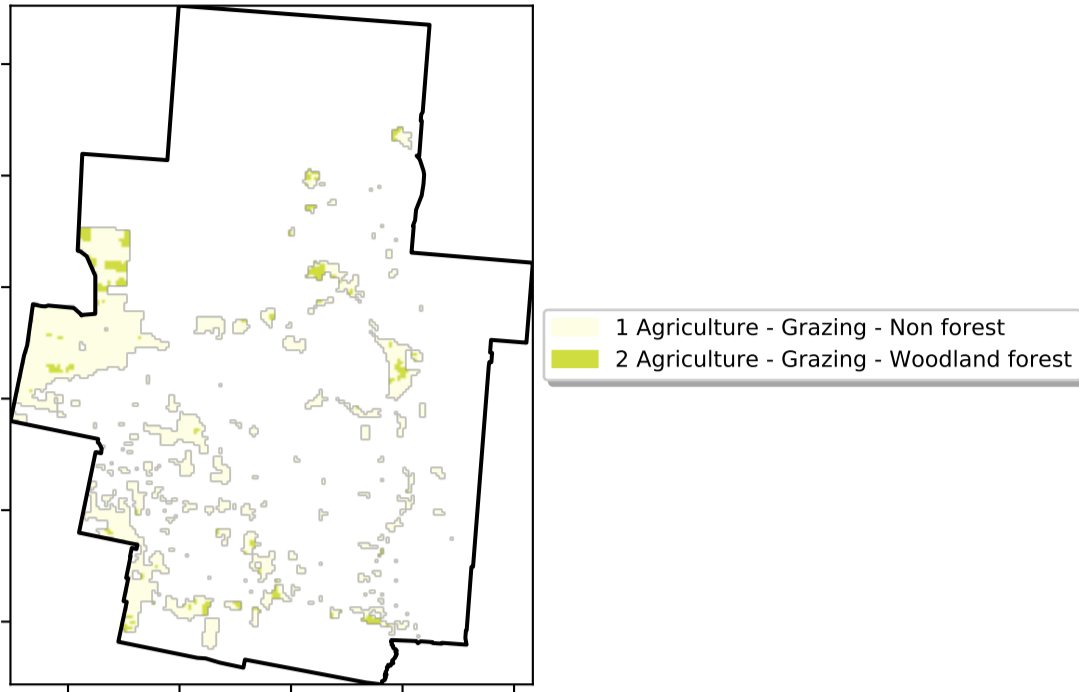 1 Agriculture - Grazing - Non forest
2 Agriculture - Grazing - Woodland forest